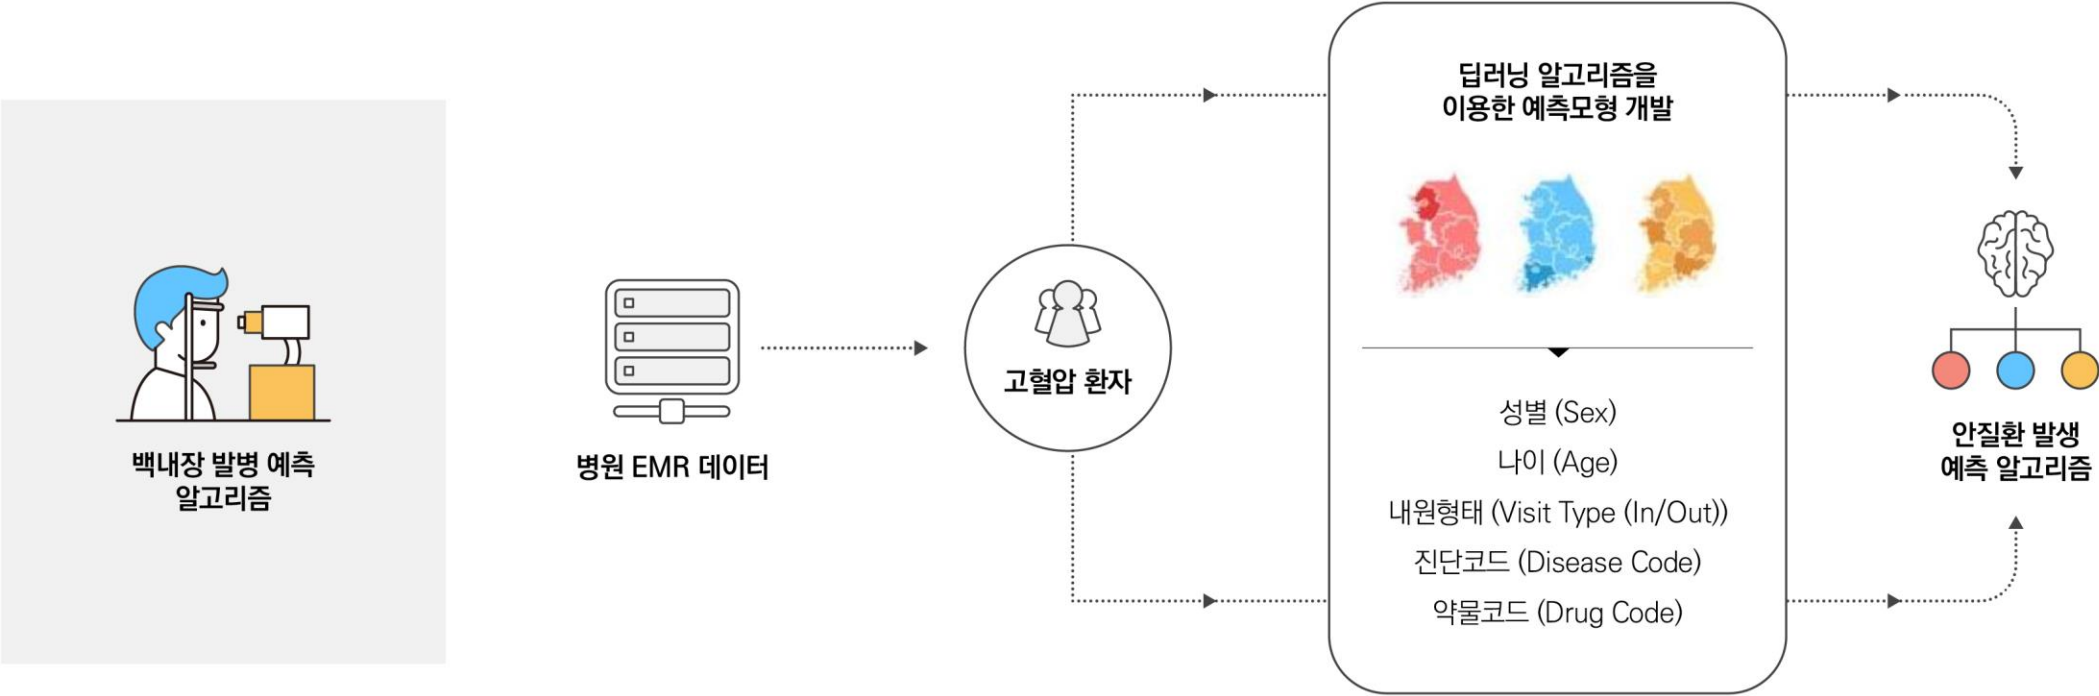 백내장 발병 예측
알고리즘
병원 EMR 데이터
고혈압 환자
딥러닝 알고리즘을
이용한 예측모형 개발
성별 (Sex)
나이 (Age)
내원형태 (Visit Type (In/Out))
진단코드 (Disease Code)
약물코드 (Drug Code)
안질환 발생
예측 알고리즘